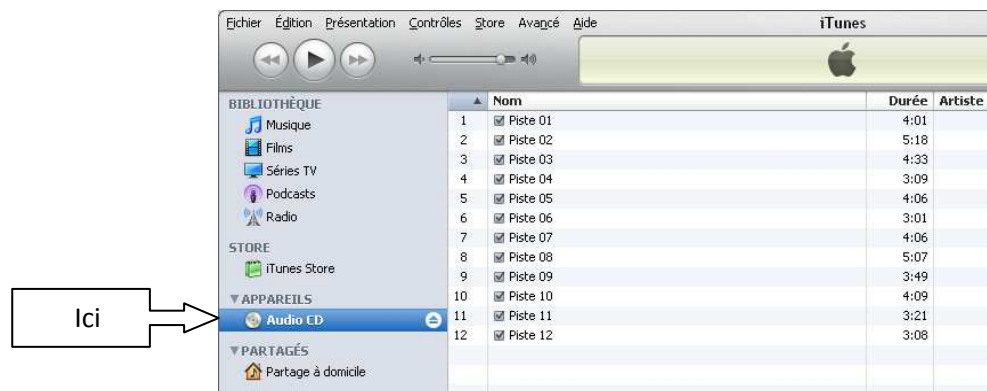 Fichier Édition Présentation Contrôles Store Avancé Aide
iTunes
BIBLIOTHÈQUE
Musique
Films
Séries TV
Podcasts
Radio
STORE
iTunes Store
APPAREILS
Audio CD
PARTAGÉS
Partage à domicile
Ici
Nom Durée Artiste
1 Piste 01 4:01
2 Piste 02 5:18
3 Piste 03 4:33
4 Piste 04 3:09
5 Piste 05 4:06
6 Piste 06 3:01
7 Piste 07 4:06
8 Piste 08 5:07
9 Piste 09 3:49
10 Piste 10 4:09
11 Piste 11 3:21
12 Piste 12 3:08